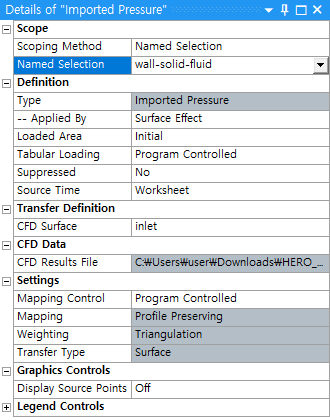 Details of "Imported Pressure"
Scope
Scoping Method Named Selection
Named Selection wall-solid-fluid
Definition
Type Imported Pressure
-- Applied By Surface Effect
Loaded Area Initial
Tabular Loading Program Controlled
Suppressed No
Source Time Worksheet
Transfer Definition
CFD Surface inlet
CFD Data
CFD Results File C:₩Users₩user₩Downloads₩HERO_...
Settings
Mapping Control Program Controlled
Mapping Profile Preserving
Weighting Triangulation
Transfer Type Surface
Graphics Controls
Display Source Points Off
Legend Controls